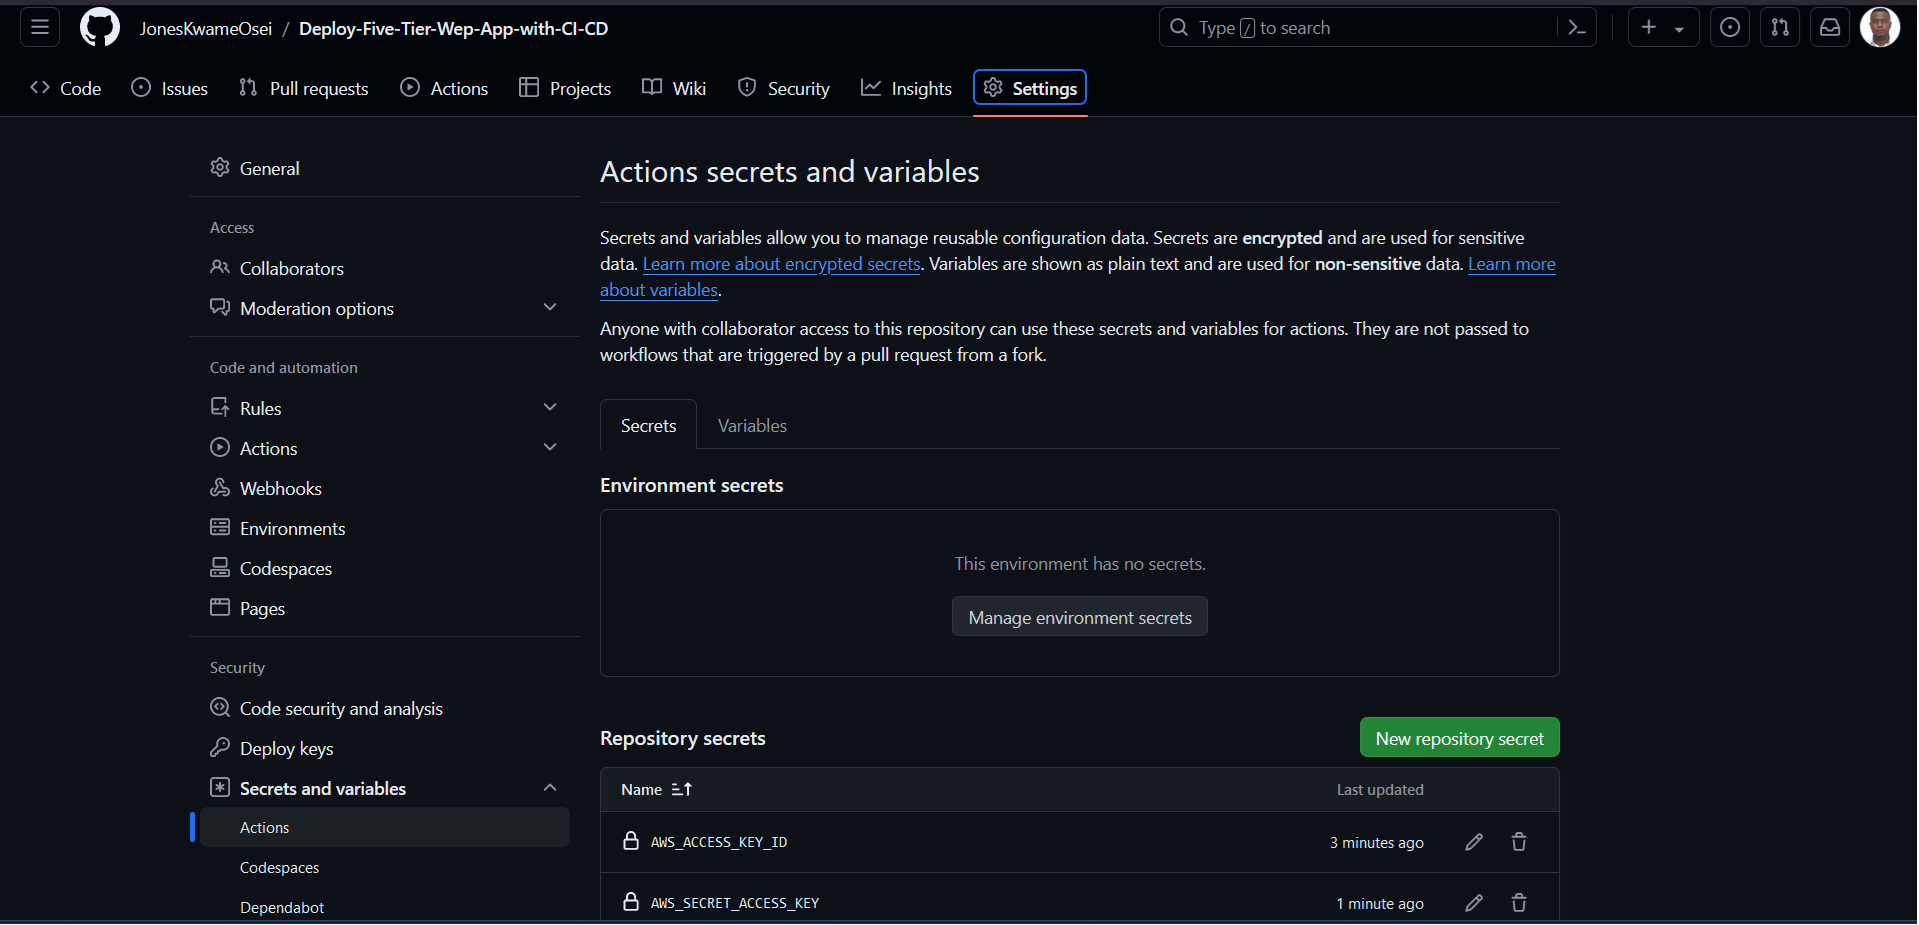 JonesKwameOsei / Deploy-Five-Tier-Wep-App-with-CI-CD
Type / to search
Code Issues Pull requests Actions Projects Wiki Security Insights Settings
General
Access
Collaborators
Moderation options
Code and automation
Rules
Actions
Webhooks
Environments
Codespaces
Pages
Security
Code security and analysis
Deploy keys
Secrets and variables
Actions
Codespaces
Dependabot
Actions secrets and variables
Secrets and variables allow you to manage reusable configuration data. Secrets are encrypted and are used for sensitive
data. Learn more about encrypted secrets. Variables are shown as plain text and are used for non-sensitive data. Learn more
about variables.
Anyone with collaborator access to this repository can use these secrets and variables for actions. They are not passed to
workflows that are triggered by a pull request from a fork.
Secrets Variables
Environment secrets
This environment has no secrets.
Manage environment secrets
Repository secrets
New repository secret
Name Last updated
AWS_ACCESS_KEY_ID 3 minutes ago
AWS_SECRET_ACCESS_KEY 1 minute ago